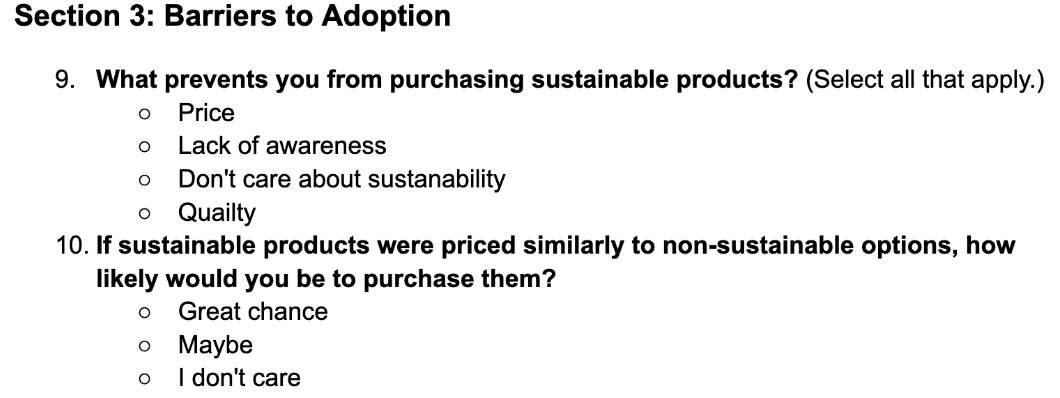 Section 3: Barriers to Adoption
9. What prevents you from purchasing sustainable products? (Select all that apply.)
○ Price
○ Lack of awareness
○ Don't care about sustanability
○ Quailty
10. If sustainable products were priced similarly to non-sustainable options, how
likely would you be to purchase them?
○ Great chance
○ Maybe
○ I don't care